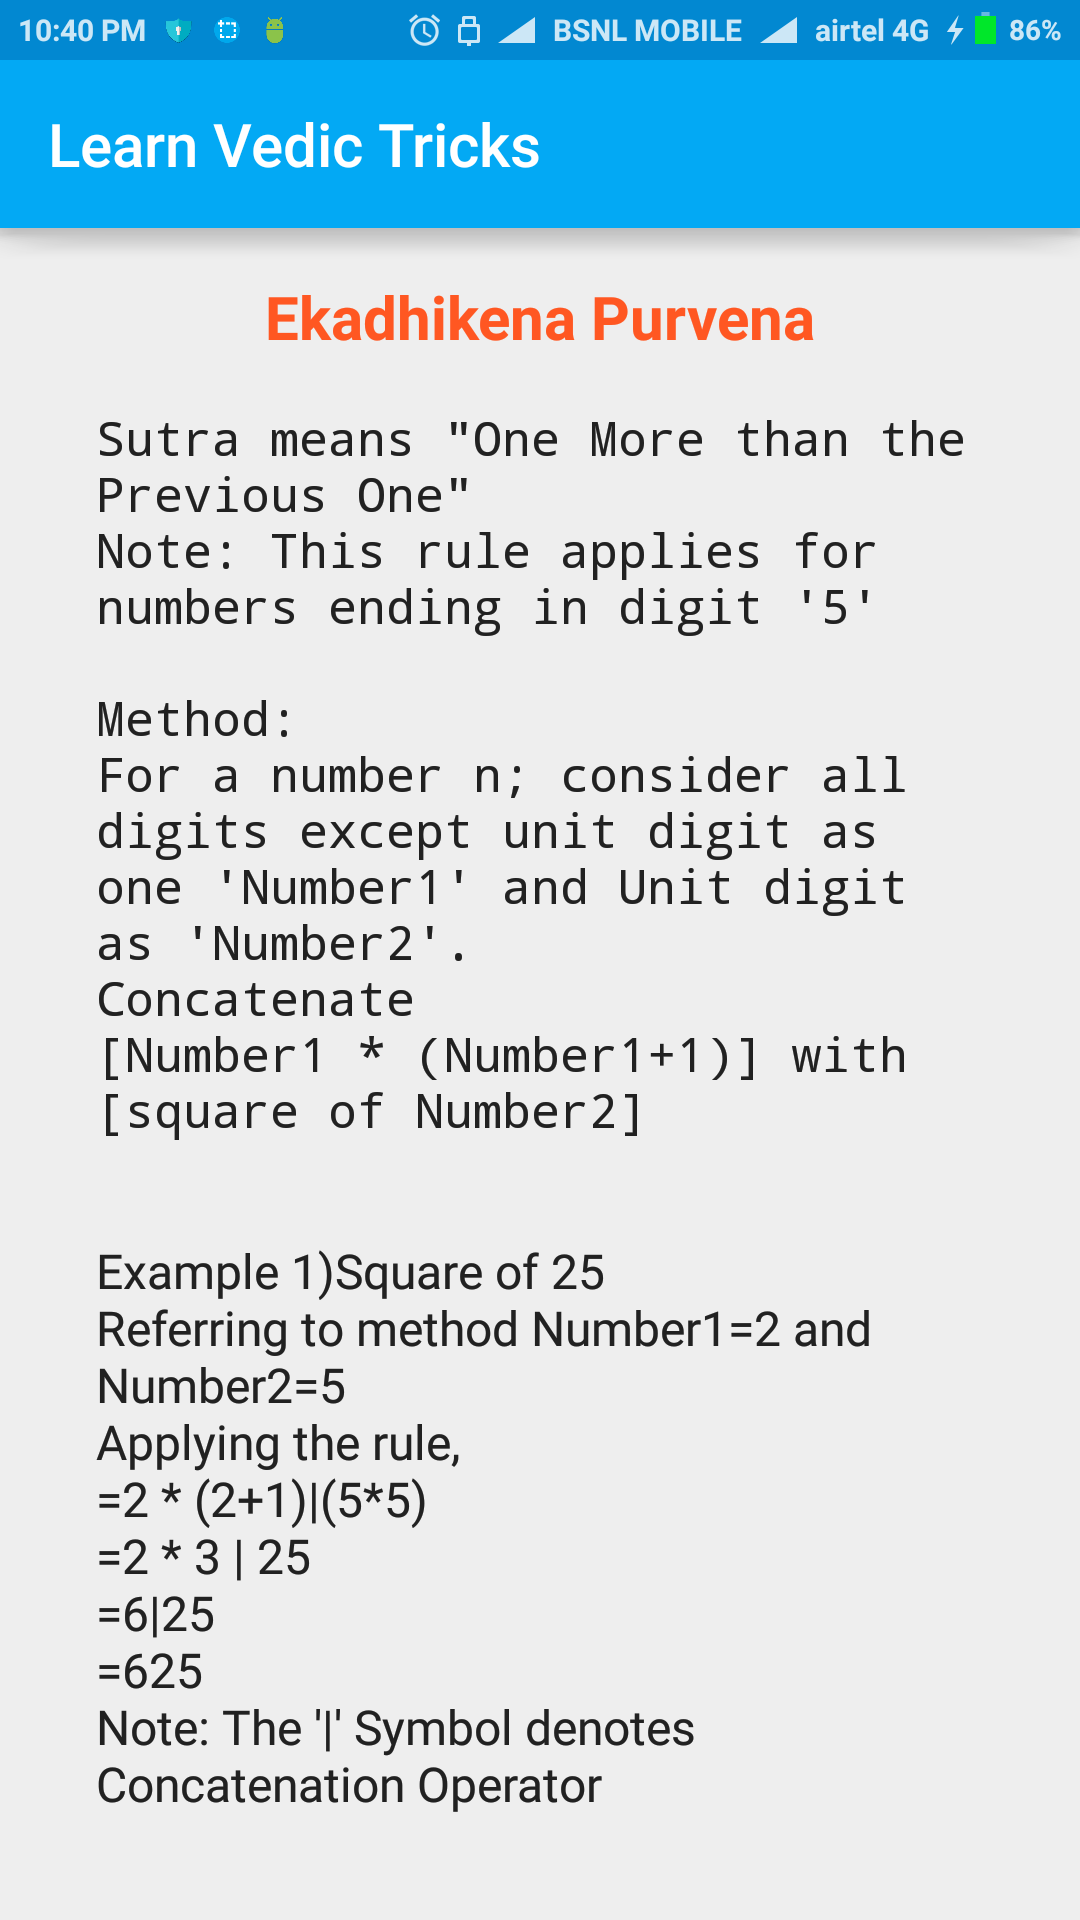 10:40 PM BSNL MOBILE airtel 4G 86%
Learn Vedic Tricks
Ekadhikena Purvena
Sutra means "One More than the
Previous One"
Note: This rule applies for
numbers ending in digit '5'
Method:
For a number n; consider all
digits except unit digit as
one 'Number1' and Unit digit
as 'Number2'.
Concatenate
[Number1 * (Number1+1)] with
[square of Number2]
Example 1)Square of 25
Referring to method Number1=2 and
Number2=5
Applying the rule,
=2 * (2+1)|(5*5)
=2 * 3 | 25
=6|25
=625
Note: The '|' Symbol denotes
Concatenation Operator